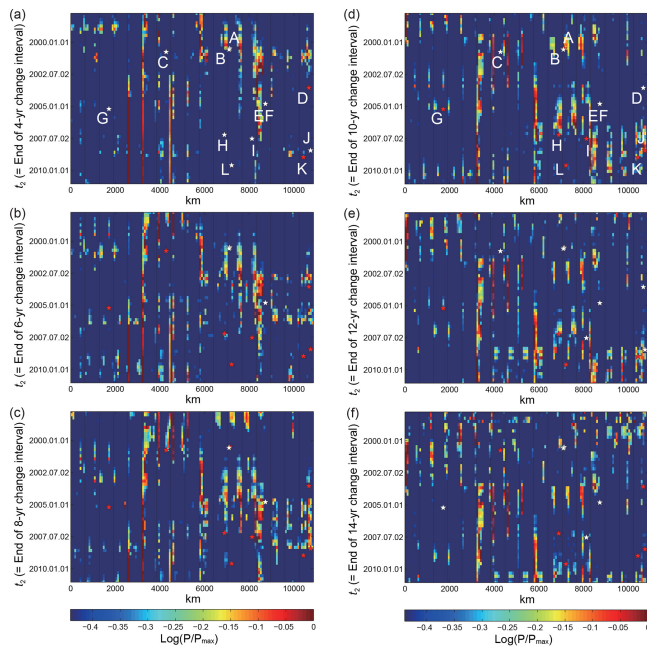 (a)
t₂ (= End of 4-yr change interval)
2000.01.01
2002.07.02
2005.01.01
2007.07.02
2010.01.01
A
B
C
D
EF
G
H
I
J
K
L
0 2000 4000 6000 8000 10000
km
(d)
t₂ (= End of 10-yr change interval)
2000.01.01
2002.07.02
2005.01.01
2007.07.02
2010.01.01
A
B
C
D
EF
G
H
I
J
K
L
0 2000 4000 6000 8000 10000
km
(b)
t₂ (= End of 6-yr change interval)
2000.01.01
2002.07.02
2005.01.01
2007.07.02
2010.01.01
0 2000 4000 6000 8000 10000
km
(e)
t₂ (= End of 12-yr change interval)
2000.01.01
2002.07.02
2005.01.01
2007.07.02
2010.01.01
0 2000 4000 6000 8000 10000
km
(c)
t₂ (= End of 8-yr change interval)
2000.01.01
2002.07.02
2005.01.01
2007.07.02
2010.01.01
0 2000 4000 6000 8000 10000
km
(f)
t₂ (= End of 14-yr change interval)
2000.01.01
2002.07.02
2005.01.01
2007.07.02
2010.01.01
0 2000 4000 6000 8000 10000
km
−0.4 −0.35 −0.3 −0.25 −0.2 −0.15 −0.1 −0.05 0
Log(P/Pmax)
−0.4 −0.35 −0.3 −0.25 −0.2 −0.15 −0.1 −0.05 0
Log(P/Pmax)